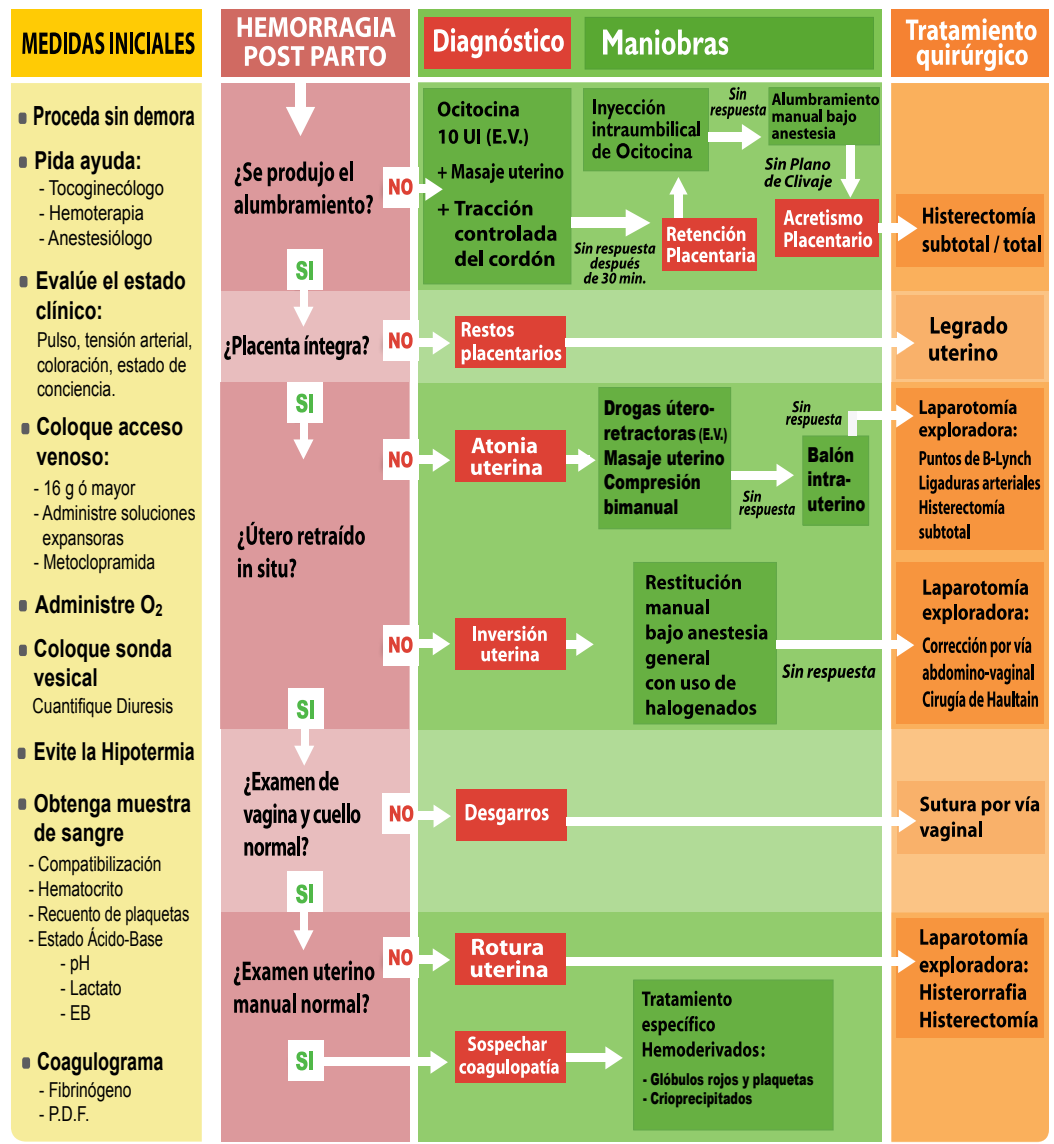 MEDIDAS INICIALES
Proceda sin demora
Pida ayuda:
- Tocoginecólogo
- Hemoterapia
- Anestesiólogo
Evalúe el estado
clínico:
Pulso, tensión arterial,
coloración, estado de
conciencia.
Coloque acceso
venoso:
- 16 g ó mayor
- Administre soluciones
expansoras
- Metoclopramida
Administre O₂
Coloque sonda
vesical
Cuantifique Diuresis
Evite la Hipotermia
Obtenga muestra
de sangre
- Compatibilización
- Hematocrito
- Recuento de plaquetas
- Estado Ácido-Base
- pH
- Lactato
- EB
Coagulograma
- Fibrinógeno
- P.D.F.
HEMORRAGIA
POST PARTO
Diagnóstico
Maniobras
Tratamiento
quirúrgico
¿Se produjo el
alumbramiento?
NO
Ocitocina
10 UI (E.V.)
+ Masaje uterino
+ Tracción
controlada
del cordón
Sin respuesta
después
de 30 min.
Retención
Placentaria
Inyección
intraumbilical
de Ocitocina
Sin
respuesta
Alumbramiento
manual bajo
anestesia
Sin Plano
de Clivaje
Acretismo
Placentario
Histerectomía
subtotal / total
SI
¿Placenta íntegra?
NO
Restos
placentarios
Legrado
uterino
SI
¿Útero retraído
in situ?
NO
Atonia
uterina
Drogas útero-
retractoras (E.V.)
Masaje uterino
Compresión
bimanual
Sin
respuesta
Balón
intra-
uterino
Sin
respuesta
Laparotomía
exploradora:
Puntos de B-Lynch
Ligaduras arteriales
Histerectomía
subtotal
NO
Inversión
uterina
Restitución
manual
bajo anestesia
general
con uso de
halogenados
Sin respuesta
Laparotomía
exploradora:
Corrección por vía
abdomino-vaginal
Cirugía de Haultain
SI
¿Examen de
vagina y cuello
normal?
NO
Desgarros
Sutura por vía
vaginal
SI
¿Examen uterino
manual normal?
NO
Rotura
uterina
Laparotomía
exploradora:
Histerorrafia
Histerectomía
SI
Sospechar
coagulopatía
Tratamiento
específico
Hemoderivados:
- Glóbulos rojos y plaquetas
- Crioprecipitados